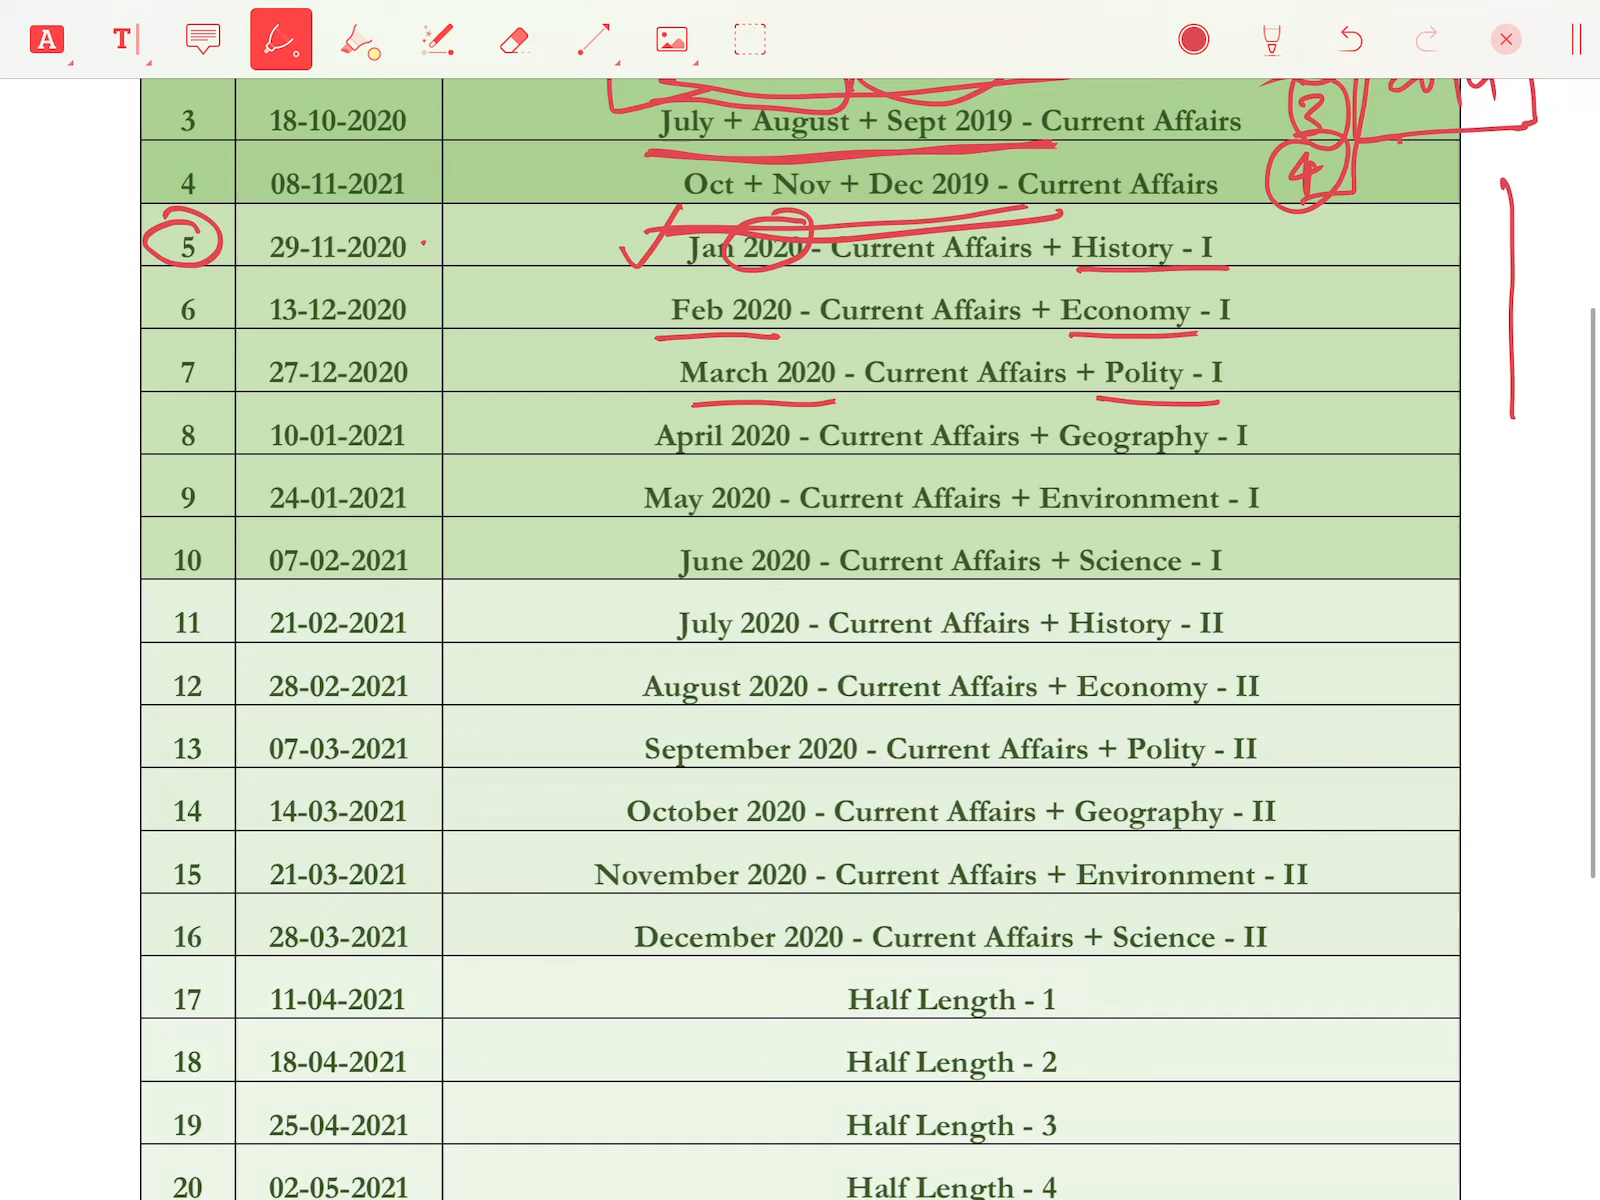 A T
3 18-10-2020 July + August + Sept 2019 - Current Affairs 3
4 08-11-2021 Oct + Nov + Dec 2019 - Current Affairs 4
5 29-11-2020 Jan 2020 - Current Affairs + History - I
6 13-12-2020 Feb 2020 - Current Affairs + Economy - I
7 27-12-2020 March 2020 - Current Affairs + Polity - I
8 10-01-2021 April 2020 - Current Affairs + Geography - I
9 24-01-2021 May 2020 - Current Affairs + Environment - I
10 07-02-2021 June 2020 - Current Affairs + Science - I
11 21-02-2021 July 2020 - Current Affairs + History - II
12 28-02-2021 August 2020 - Current Affairs + Economy - II
13 07-03-2021 September 2020 - Current Affairs + Polity - II
14 14-03-2021 October 2020 - Current Affairs + Geography - II
15 21-03-2021 November 2020 - Current Affairs + Environment - II
16 28-03-2021 December 2020 - Current Affairs + Science - II
17 11-04-2021 Half Length - 1
18 18-04-2021 Half Length - 2
19 25-04-2021 Half Length - 3
20 02-05-2021 Half Length - 4